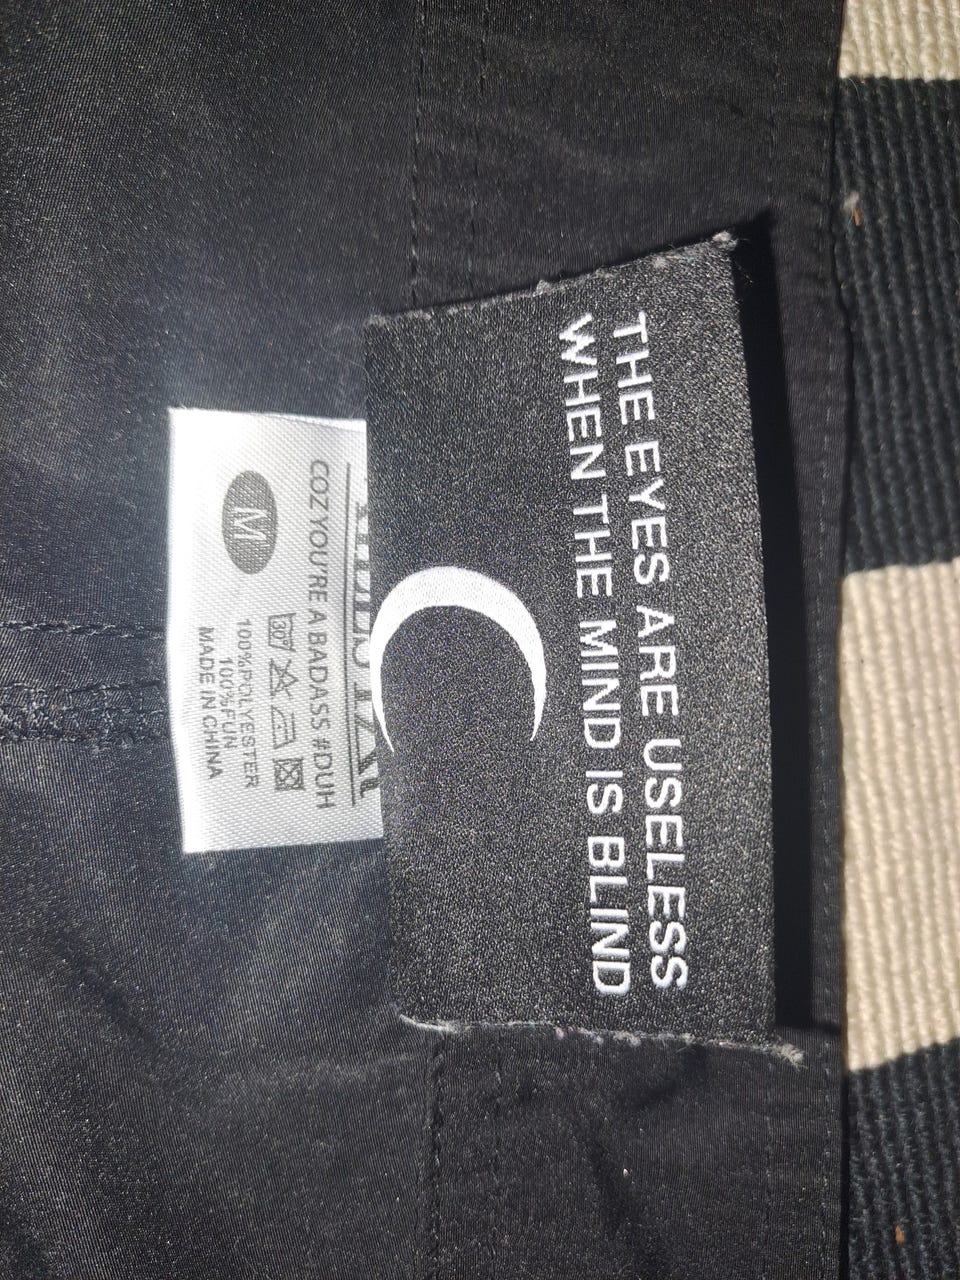 THE EYES ARE USELESS
WHEN THE MIND IS BLIND
COZ YOU'RE A BADASS #DUH
M
100%POLYESTER
100%FUN
MADE IN CHINA